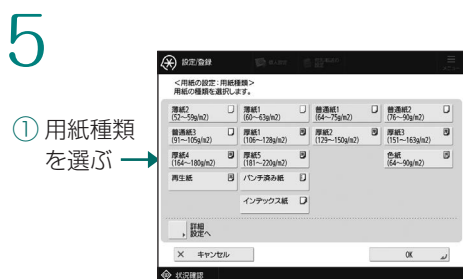 5
① 用紙種類
を選ぶ
設定/登録
<用紙の設定:用紙種類>
用紙の種類を選択します。
薄紙2
(52~59g/m2)
薄紙1
(60~63g/m2)
普通紙1
(64~75g/m2)
普通紙2
(76~90g/m2)
普通紙3
(91~105g/m2)
厚紙1
(106~128g/m2)
厚紙2
(129~150g/m2)
厚紙3
(151~163g/m2)
厚紙4
(164~180g/m2)
厚紙5
(181~220g/m2)
色紙
(64~90g/m2)
再生紙
パンチ済み紙
インデックス紙
詳細
設定へ
× キャンセル
OK
状況確認